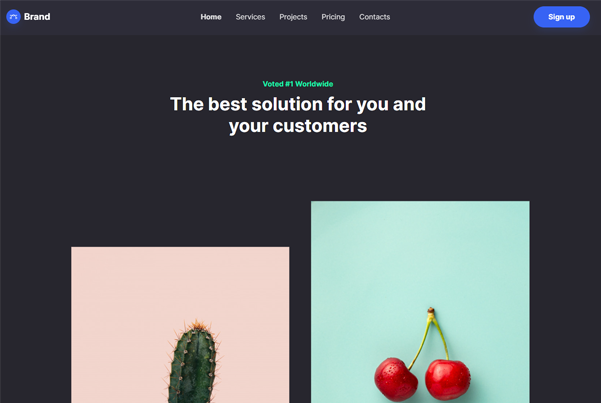 Brand
Home Services Projects Pricing Contacts
Sign up
Voted #1 Worldwide
The best solution for you and
your customers